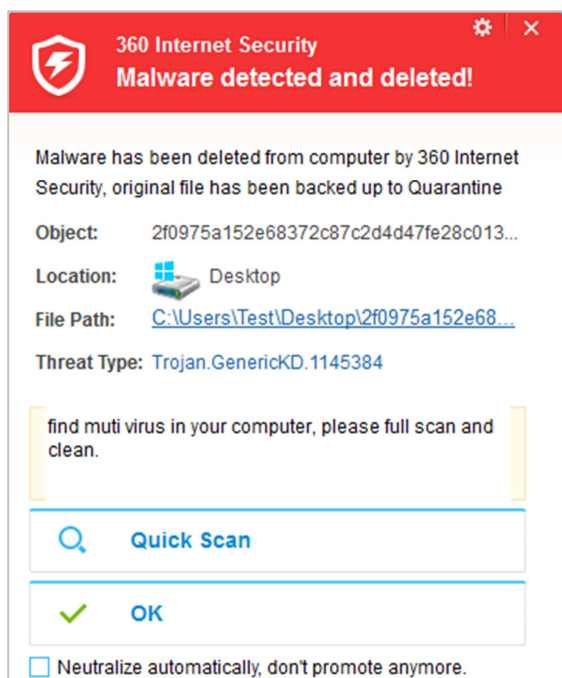 360 Internet Security
Malware detected and deleted!
Malware has been deleted from computer by 360 Internet
Security, original file has been backed up to Quarantine
Object: 2f0975a152e68372c87c2d4d47fe28c013...
Location: Desktop
File Path: C:\Users\Test\Desktop\2f0975a152e68...
Threat Type: Trojan.GenericKD.1145384
find muti virus in your computer, please full scan and
clean.
Quick Scan
OK
Neutralize automatically, don't promote anymore.